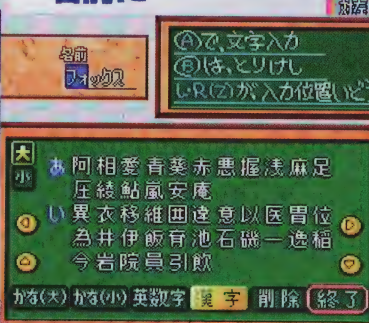 名前
フォックス
Ⓐで、文字入力
Ⓑは、とりけし
L・R(Z)が、入力位置いど
大
小
あ 阿相愛青葵赤悪握浅麻足
圧綾鮎嵐安庵
い 異衣移維囲違意以医胃位
為井伊飯有池石磯一逸稲
今岩院員引飲
かな(大) かな(小) 英数字 漢字 削除 終了